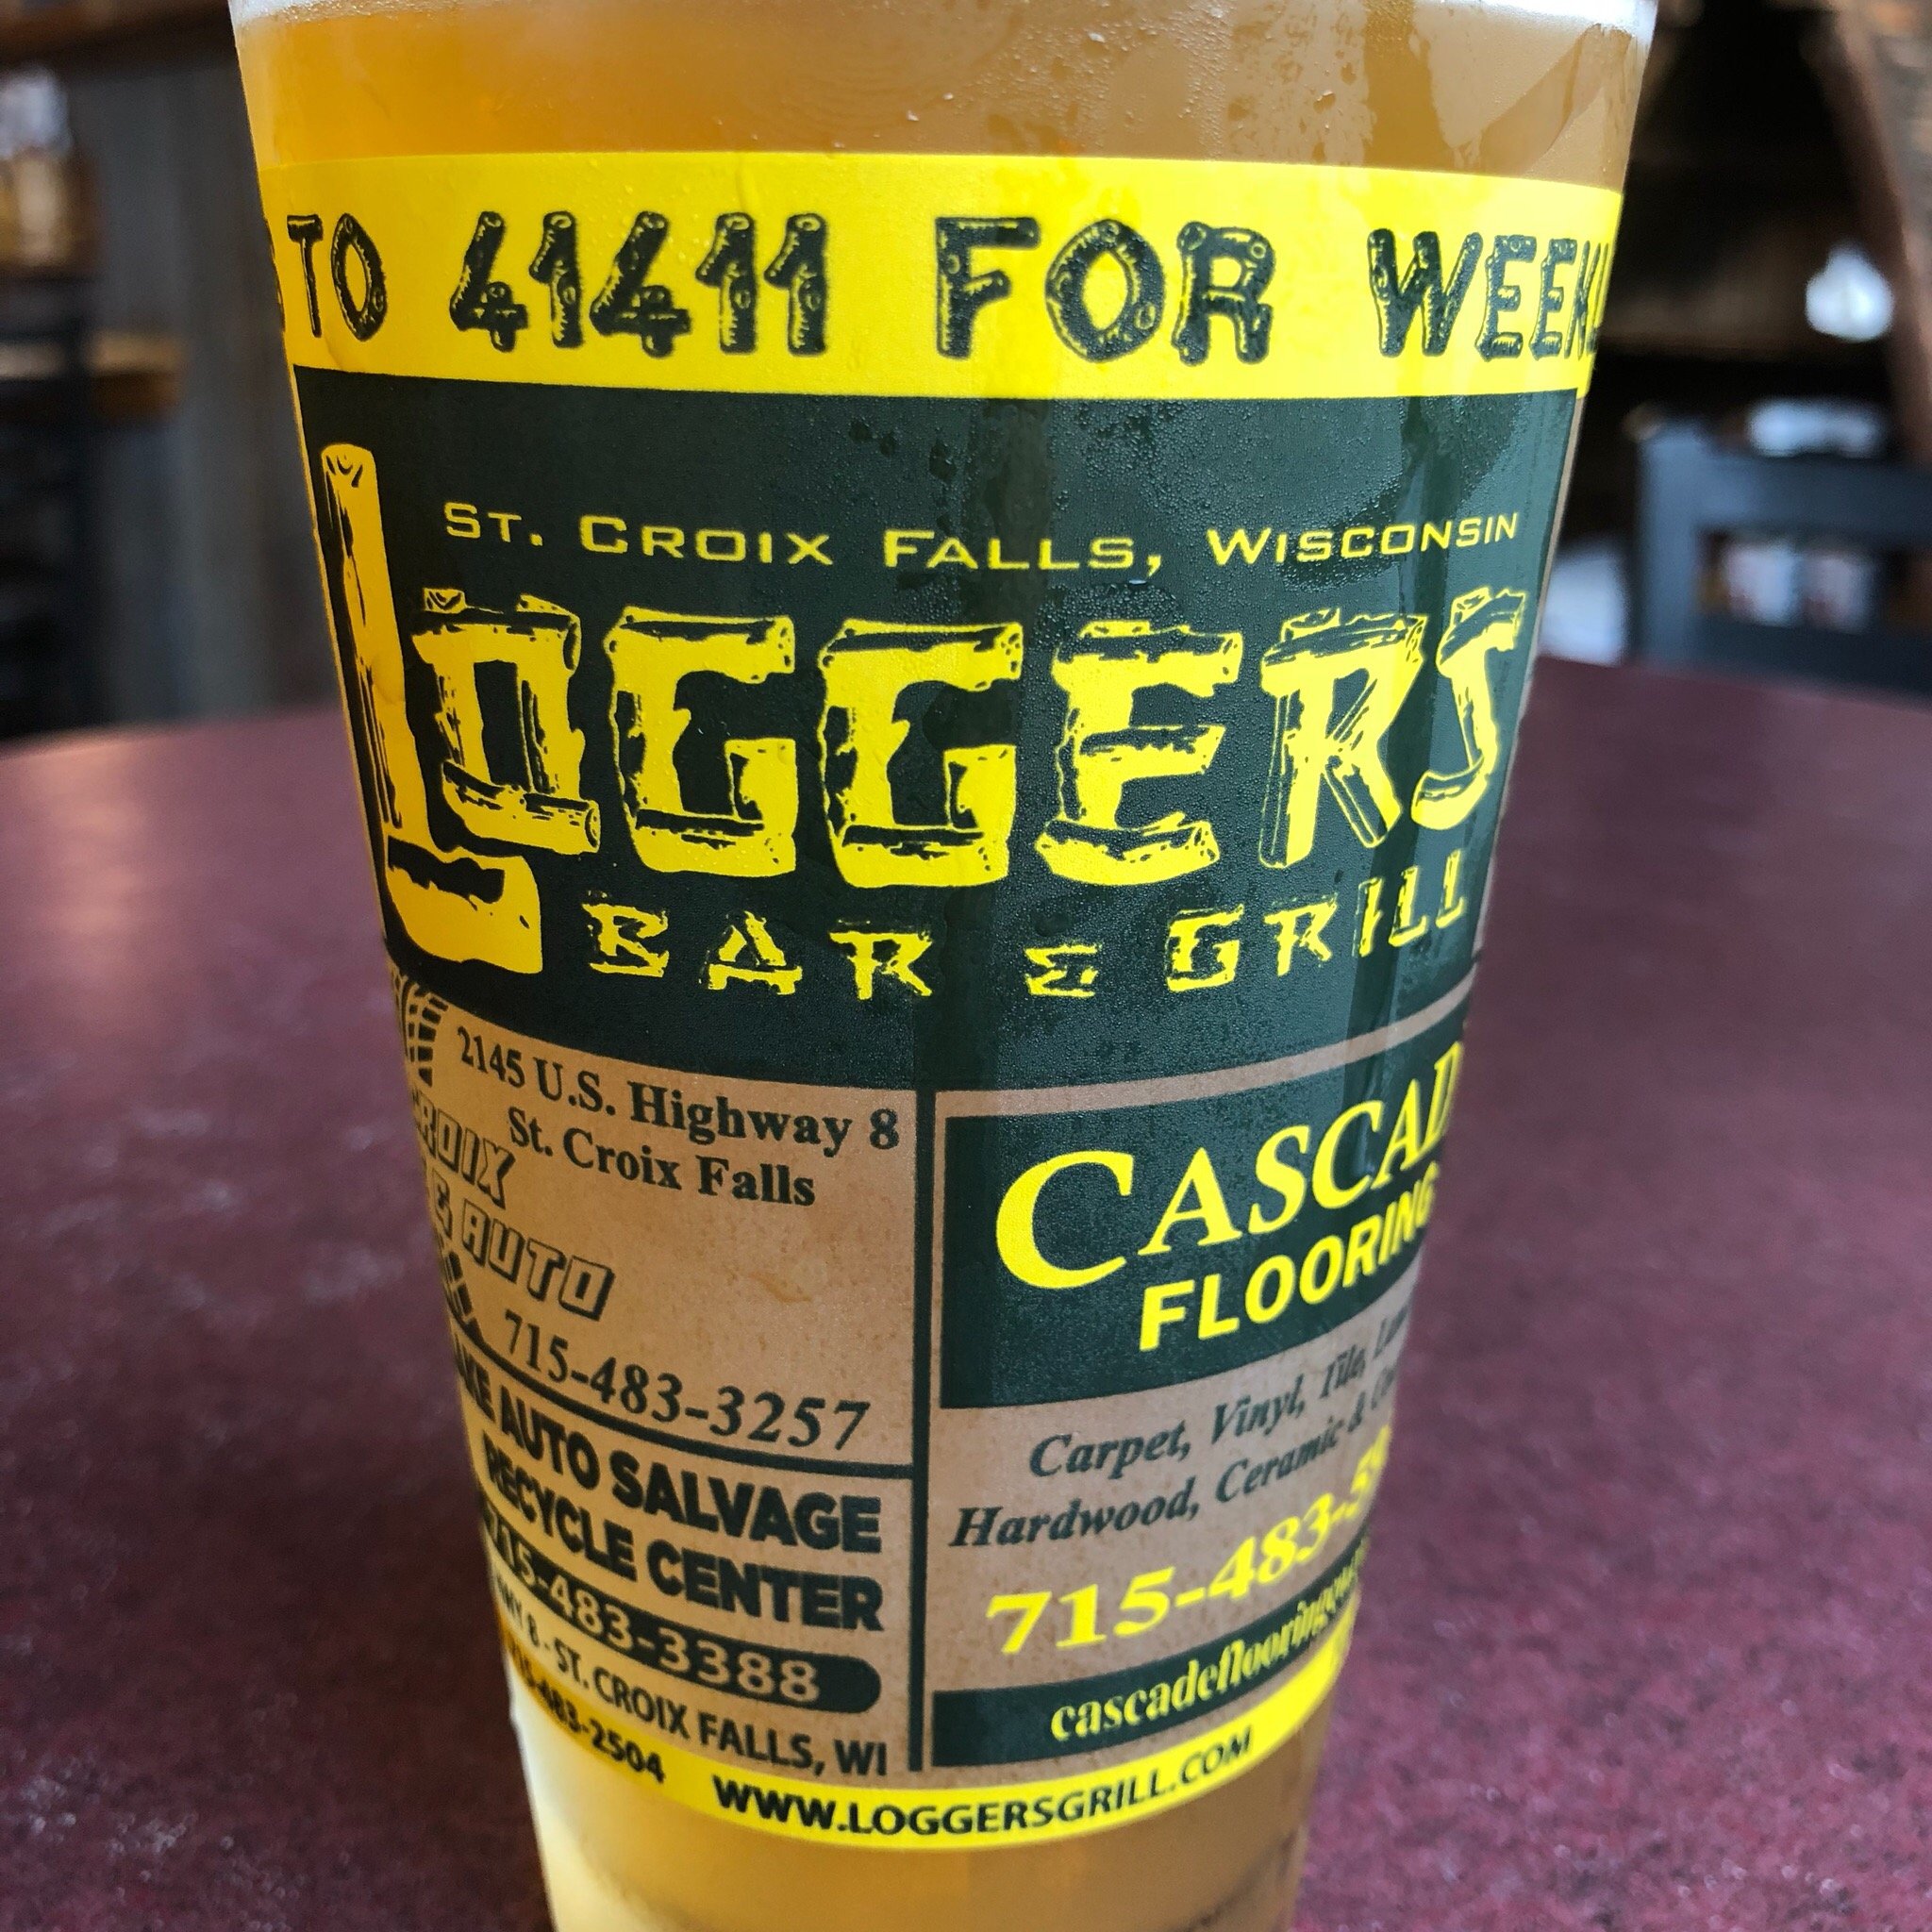 TO 41411 FOR
ST. CROIX FALLS, WISCONSIN
LOGGERS
BAR & GRILL
2145 U.S. Highway 8
St. Croix Falls
AUTO
715-483-3257
AUTO SALVAGE
RECYCLE CENTER
715-483-3388
8 - ST. CROIX FALLS, WI
FLOORING
Carpet, Vinyl, Tile,
Hardwood, Ceramic &
WWW.LOGGERSGRILL.COM